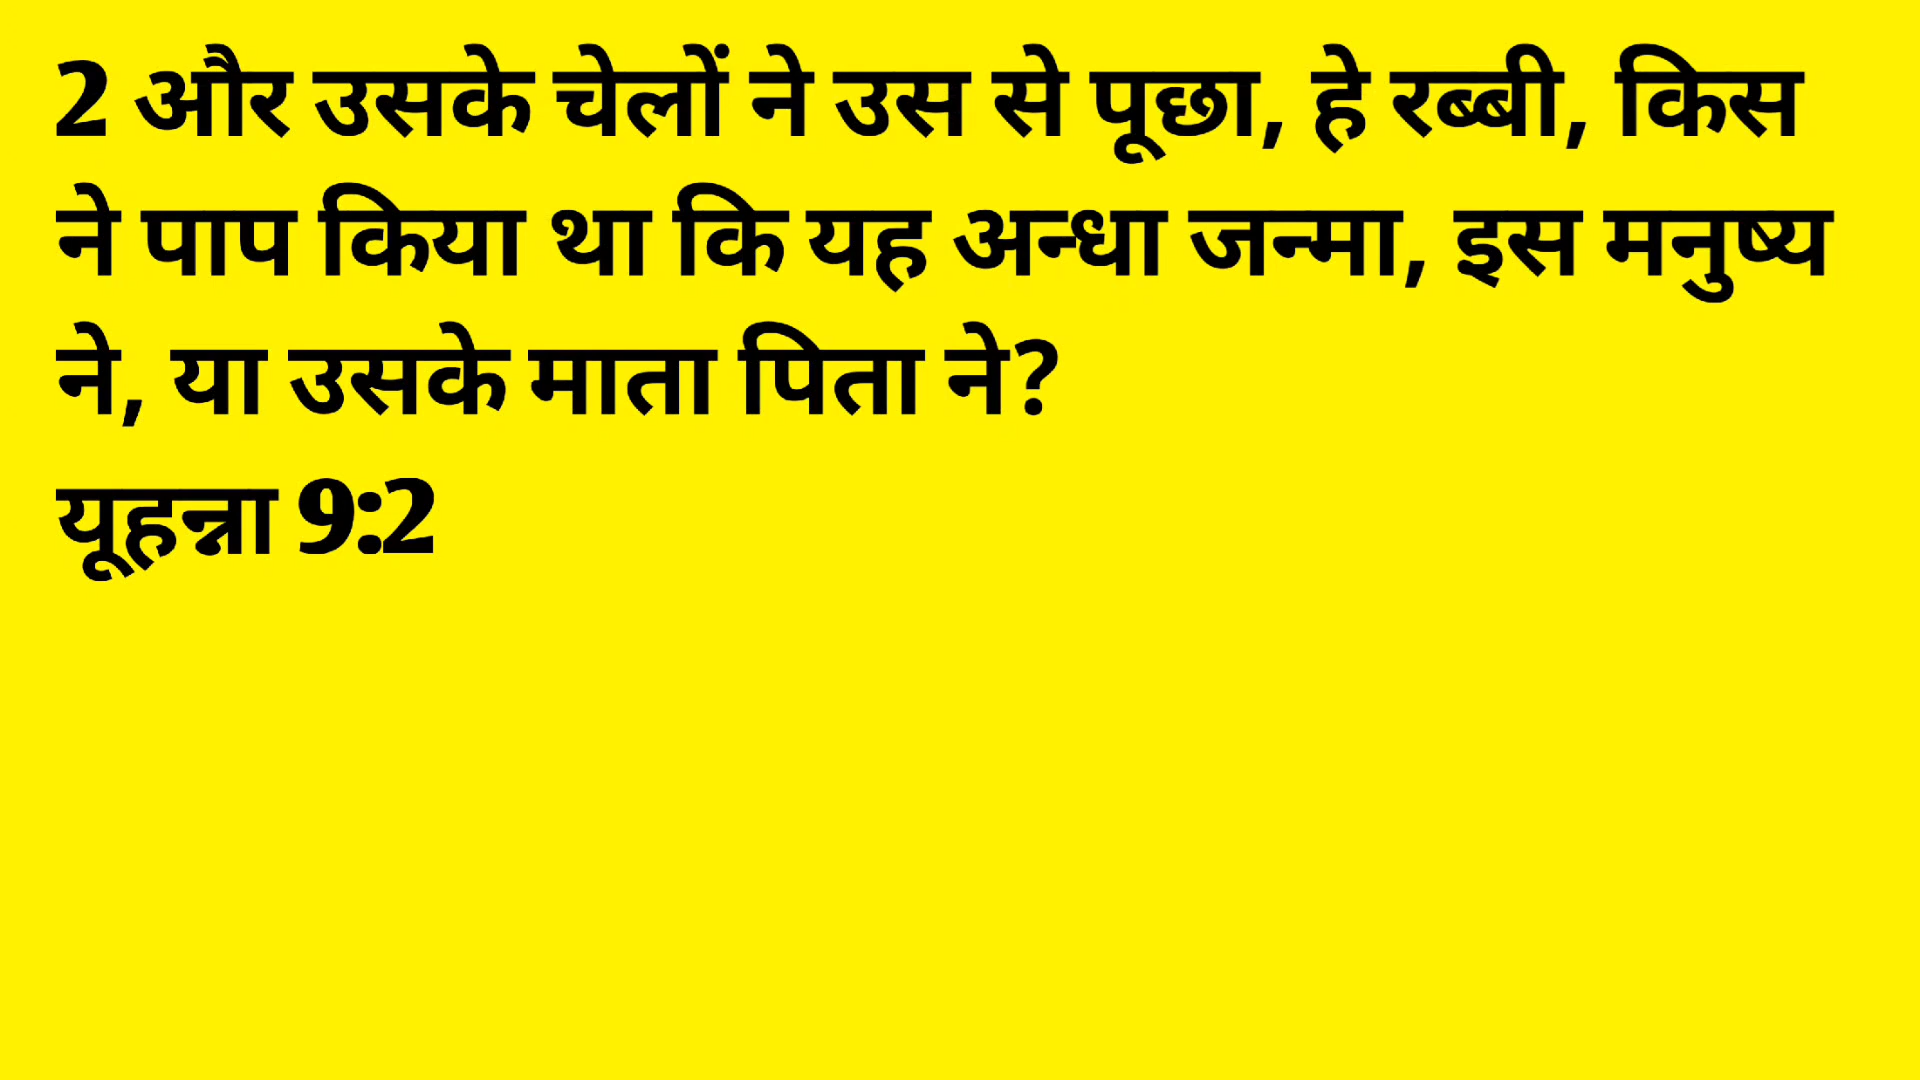 2 और उसके चेलों ने उस से पूछा, हे रब्बी, किस
ने पाप किया था कि यह अन्धा जन्मा, इस मनुष्य
ने, या उसके माता पिता ने?
यूहन्ना 9:2